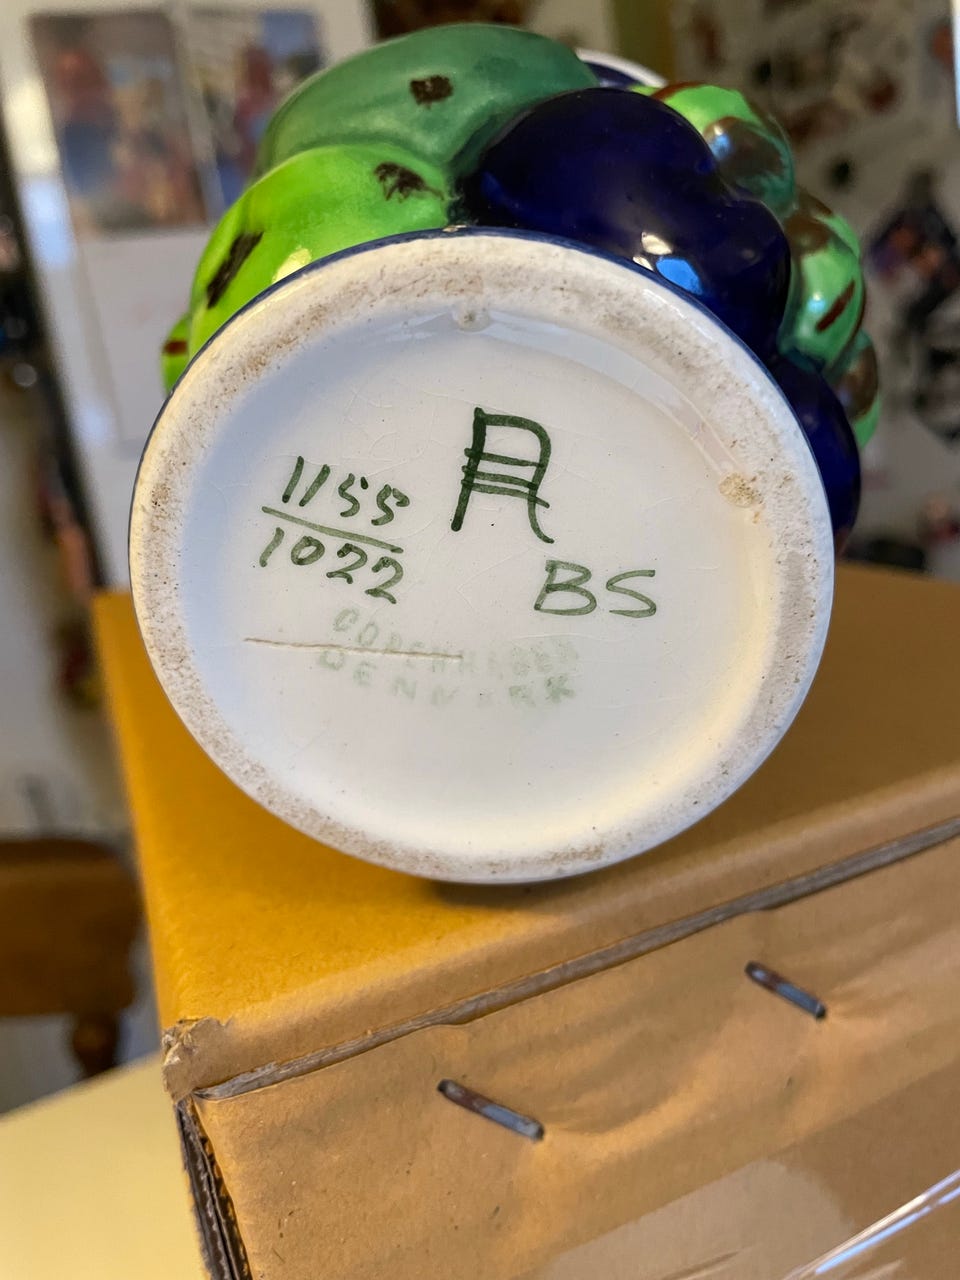 1155
1022
BS
COPENHAGEN
DENMARK